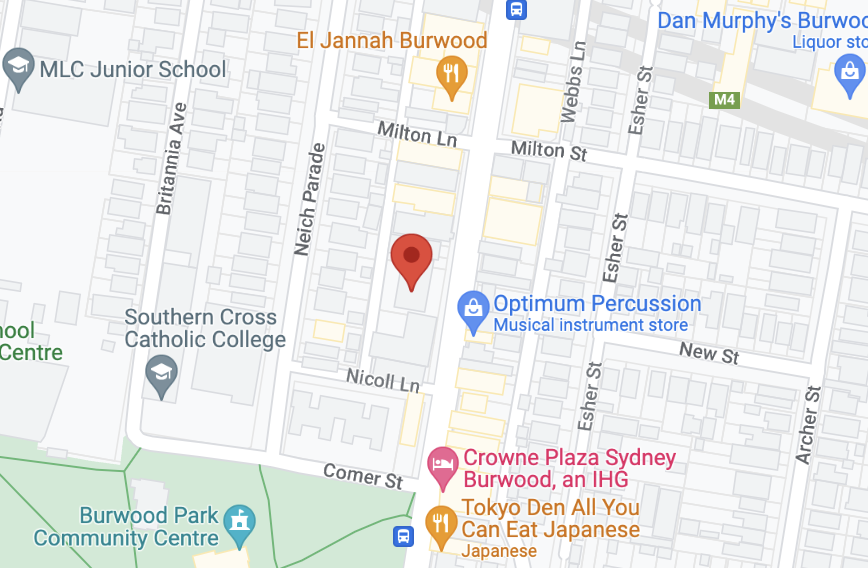 Dan Murphy's Burwoo
Liquor sto
El Jannah Burwood
MLC Junior School
Webbs Ln
Esher St
M4
Britannia Ave
Milton Ln
Milton St
Neich Parade
Esher St
Optimum Percussion
Musical instrument store
Southern Cross
Catholic College
hool
Centre
New St
Nicoll Ln
Esher St
Archer St
Comer St
Crowne Plaza Sydney
Burwood, an IHG
Tokyo Den All You
Can Eat Japanese
Japanese
Burwood Park
Community Centre